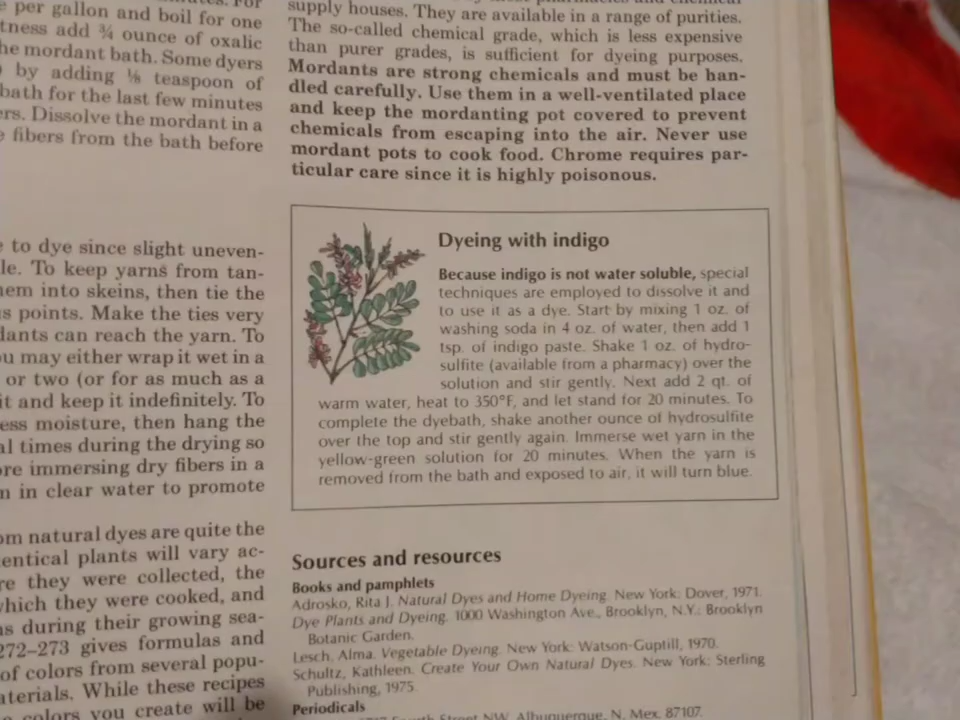 per gallon and boil for one
tness add ¾ ounce of oxalic
he mordant bath. Some dyers
by adding ⅛ teaspoon of
bath for the last few minutes
ers. Dissolve the mordant in a
fibers from the bath before
e to dye since slight uneven-
le. To keep yarns from tan-
hem into skeins, then tie the
us points. Make the ties very
dants can reach the yarn. To
ou may either wrap it wet in a
or two (or for as much as a
it and keep it indefinitely. To
ess moisture, then hang the
al times during the drying so
ore immersing dry fibers in a
n in clear water to promote
om natural dyes are quite the
entical plants will vary ac-
re they were collected, the
which they were cooked, and
ns during their growing sea-
272–273 gives formulas and
of colors from several popu-
aterials. While these recipes
colors you create will be
supply houses. They are available in a range of purities.
The so-called chemical grade, which is less expensive
than purer grades, is sufficient for dyeing purposes.
Mordants are strong chemicals and must be han-
dled carefully. Use them in a well-ventilated place
and keep the mordanting pot covered to prevent
chemicals from escaping into the air. Never use
mordant pots to cook food. Chrome requires par-
ticular care since it is highly poisonous.
Dyeing with indigo
Because indigo is not water soluble, special
techniques are employed to dissolve it and
to use it as a dye. Start by mixing 1 oz. of
washing soda in 4 oz. of water, then add 1
tsp. of indigo paste. Shake 1 oz. of hydro-
sulfite (available from a pharmacy) over the
solution and stir gently. Next add 2 qt. of
warm water, heat to 350°F, and let stand for 20 minutes. To
complete the dyebath, shake another ounce of hydrosulfite
over the top and stir gently again. Immerse wet yarn in the
yellow-green solution for 20 minutes. When the yarn is
removed from the bath and exposed to air, it will turn blue.
Sources and resources
Books and pamphlets
Adrosko, Rita J. Natural Dyes and Home Dyeing. New York: Dover, 1971.
Dye Plants and Dyeing. 1000 Washington Ave., Brooklyn, N.Y.: Brooklyn
Botanic Garden.
Lesch, Alma. Vegetable Dyeing. New York: Watson-Guptill, 1970.
Schultz, Kathleen. Create Your Own Natural Dyes. New York: Sterling
Publishing, 1975.
Periodicals
South Street NW, Albuquerque, N. Mex. 87107.